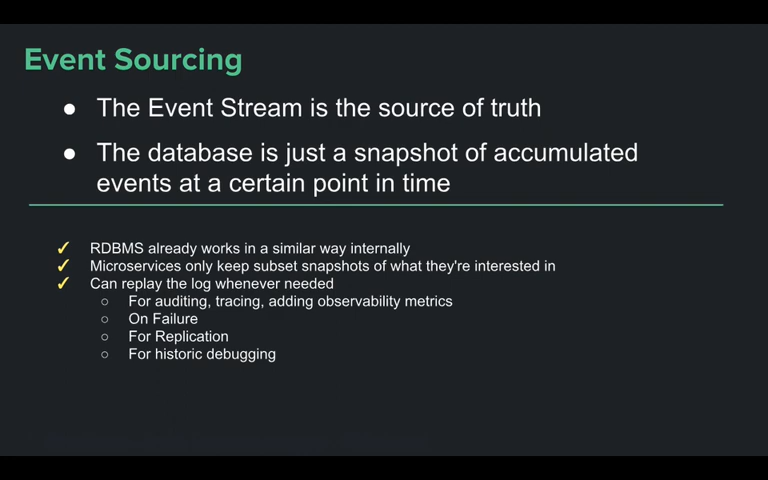 Event Sourcing
● The Event Stream is the source of truth
● The database is just a snapshot of accumulated
events at a certain point in time
✓ RDBMS already works in a similar way internally
✓ Microservices only keep subset snapshots of what they're interested in
✓ Can replay the log whenever needed
○ For auditing, tracing, adding observability metrics
○ On Failure
○ For Replication
○ For historic debugging